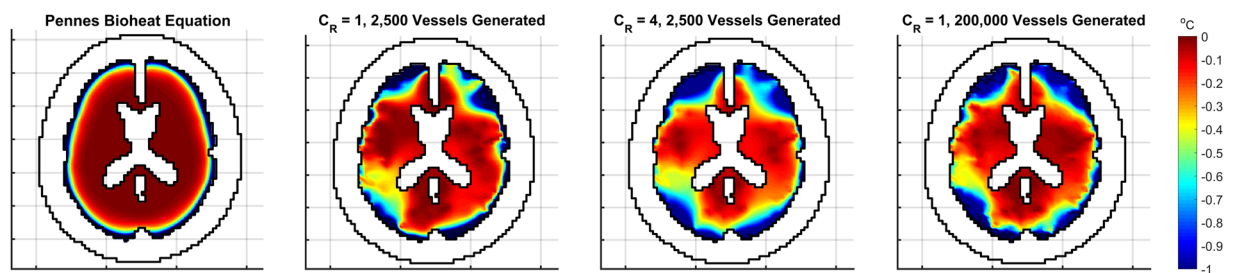 Pennes Bioheat Equation
C_R = 1, 2,500 Vessels Generated
C_R = 4, 2,500 Vessels Generated
C_R = 1, 200,000 Vessels Generated
°C
0
-0.1
-0.2
-0.3
-0.4
-0.5
-0.6
-0.7
-0.8
-0.9
-1